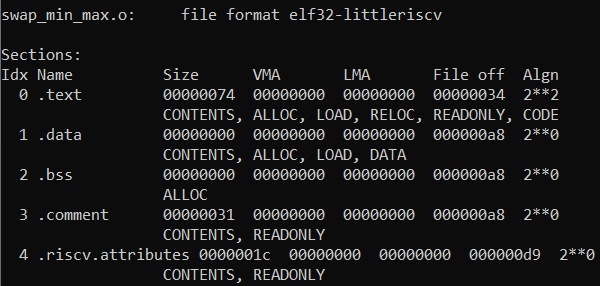 swap_min_max.o:     file format elf32-littleriscv

Sections:
Idx Name          Size      VMA       LMA       File off  Algn
  0 .text         00000074  00000000  00000000  00000034  2**2
                  CONTENTS, ALLOC, LOAD, RELOC, READONLY, CODE
  1 .data         00000000  00000000  00000000  000000a8  2**0
                  CONTENTS, ALLOC, LOAD, DATA
  2 .bss          00000000  00000000  00000000  000000a8  2**0
                  ALLOC
  3 .comment      00000031  00000000  00000000  000000a8  2**0
                  CONTENTS, READONLY
  4 .riscv.attributes 0000001c  00000000  00000000  000000d9  2**0
                  CONTENTS, READONLY